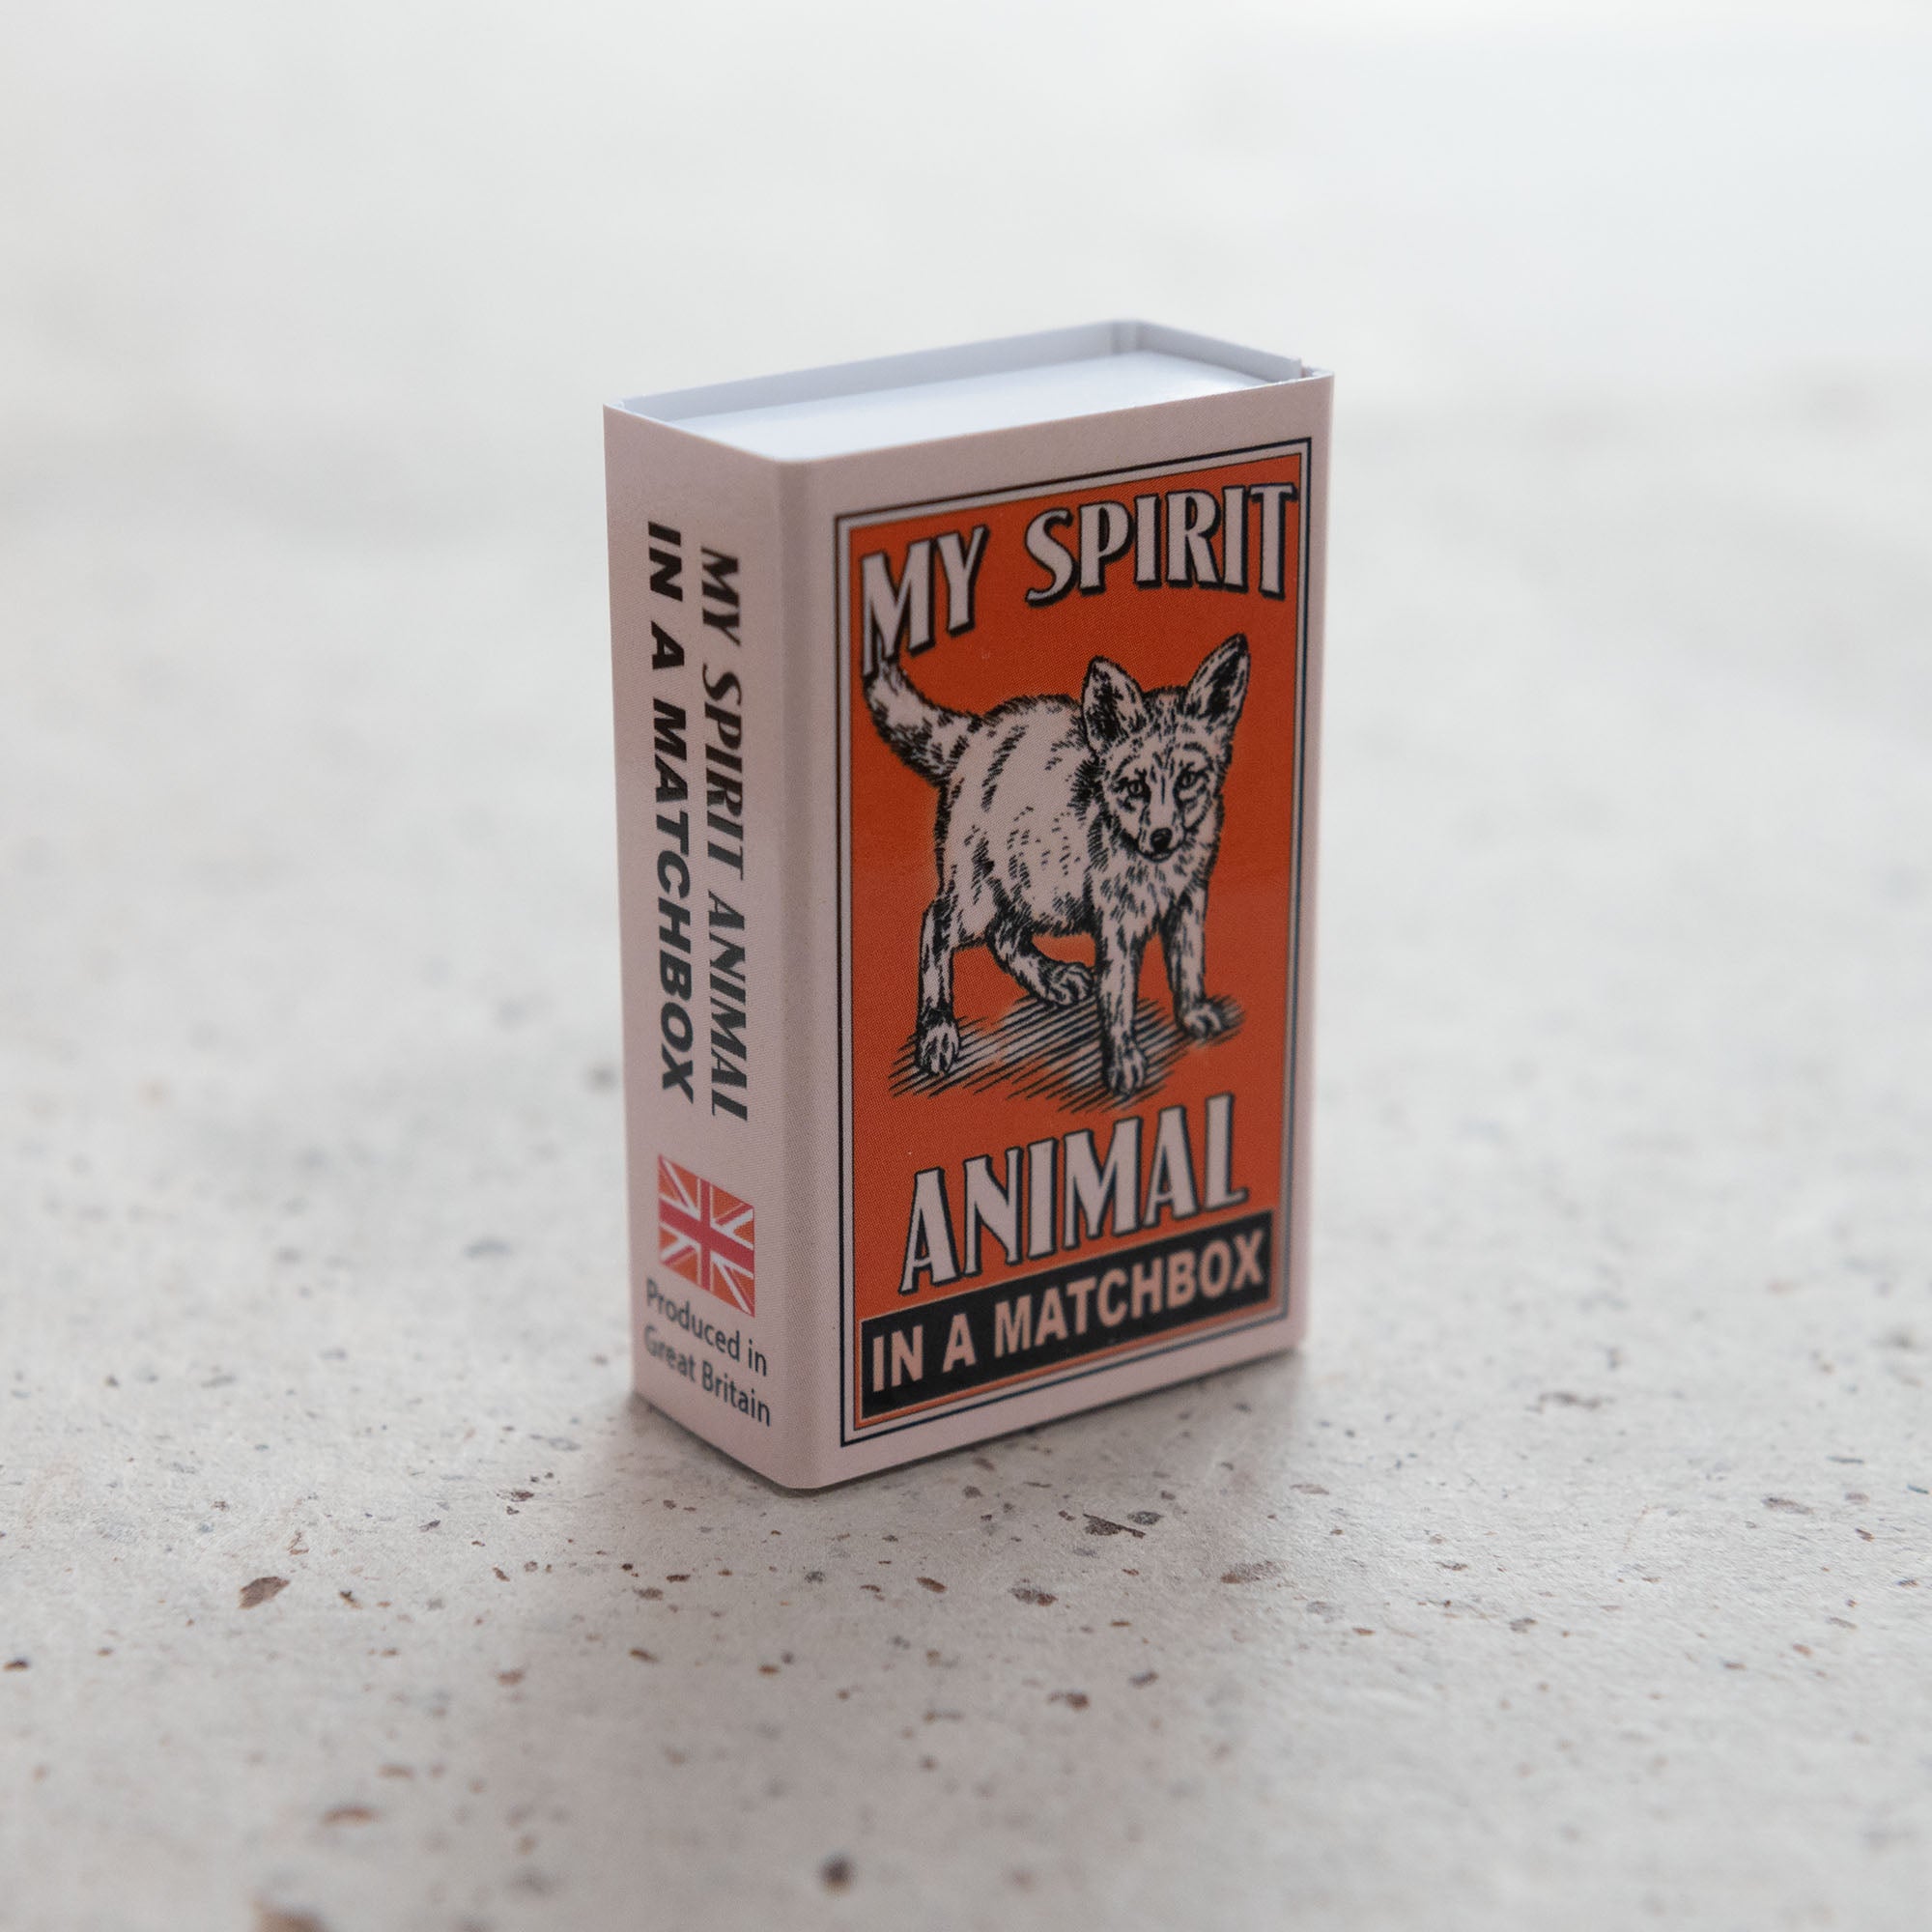 MY SPIRIT
ANIMAL
IN A MATCHBOX
MY SPIRIT ANIMAL
IN A MATCHBOX
Produced in
Great Britain